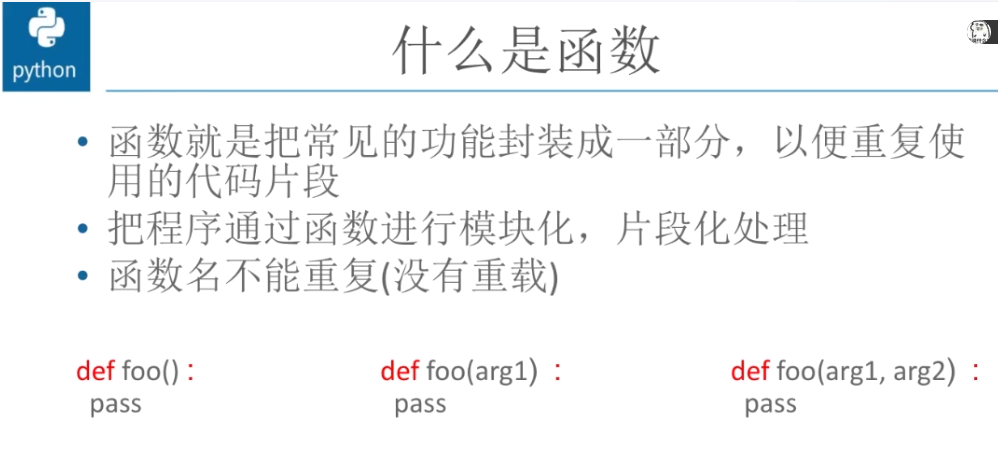 python
什么是函数
• 函数就是把常见的功能封装成一部分，以便重复使
用的代码片段
• 把程序通过函数进行模块化，片段化处理
• 函数名不能重复(没有重载)
def foo() : def foo(arg1) : def foo(arg1, arg2) :
pass pass pass